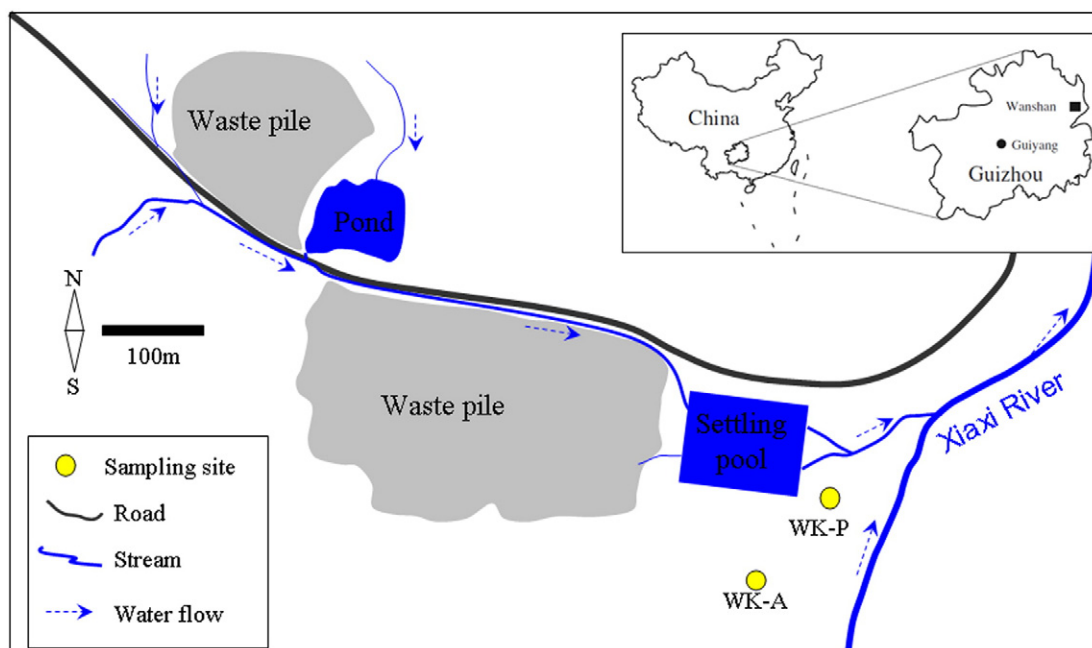 Waste pile
Pond
N
S
100m
Waste pile
Settling
pool
Xiaxi River
WK-P
WK-A
China
Wanshan
Guiyang
Guizhou
Sampling site
Road
Stream
Water flow